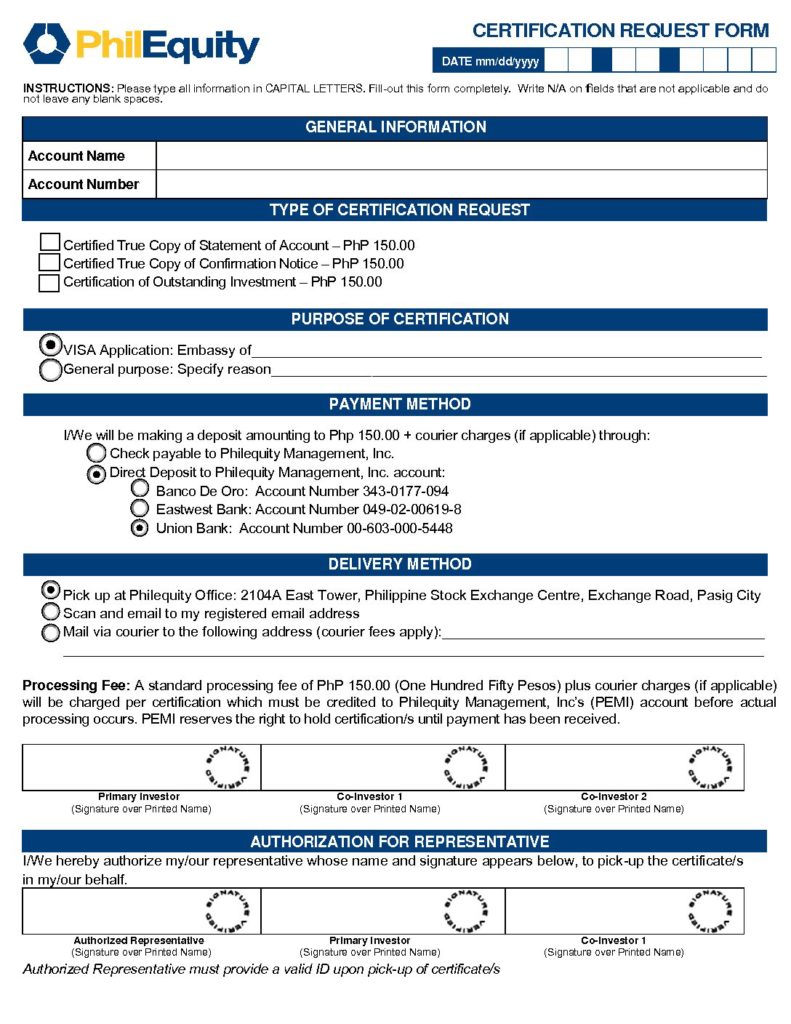 PhilEquity
CERTIFICATION REQUEST FORM
DATE mm/dd/yyyy
INSTRUCTIONS: Please type all information in CAPITAL LETTERS. Fill-out this form completely. Write N/A on fields that are not applicable and do
not leave any blank spaces.
GENERAL INFORMATION
Account Name
Account Number
TYPE OF CERTIFICATION REQUEST
Certified True Copy of Statement of Account – PhP 150.00
Certified True Copy of Confirmation Notice – PhP 150.00
Certification of Outstanding Investment – PhP 150.00
PURPOSE OF CERTIFICATION
VISA Application: Embassy of
General purpose: Specify reason
PAYMENT METHOD
I/We will be making a deposit amounting to Php 150.00 + courier charges (if applicable) through:
Check payable to Philequity Management, Inc.
Direct Deposit to Philequity Management, Inc. account:
Banco De Oro: Account Number 343-0177-094
Eastwest Bank: Account Number 049-02-00619-8
Union Bank: Account Number 00-603-000-5448
DELIVERY METHOD
Pick up at Philequity Office: 2104A East Tower, Philippine Stock Exchange Centre, Exchange Road, Pasig City
Scan and email to my registered email address
Mail via courier to the following address (courier fees apply):
Processing Fee: A standard processing fee of PhP 150.00 (One Hundred Fifty Pesos) plus courier charges (if applicable)
will be charged per certification which must be credited to Philequity Management, Inc's (PEMI) account before actual
processing occurs. PEMI reserves the right to hold certification/s until payment has been received.
ORIGINAL SIGNATURE ORIGINAL SIGNATURE ORIGINAL SIGNATURE
Primary Investor Co-Investor 1 Co-Investor 2
(Signature over Printed Name) (Signature over Printed Name) (Signature over Printed Name)
AUTHORIZATION FOR REPRESENTATIVE
I/We hereby authorize my/our representative whose name and signature appears below, to pick-up the certificate/s
in my/our behalf.
ORIGINAL SIGNATURE ORIGINAL SIGNATURE ORIGINAL SIGNATURE
Authorized Representative Primary Investor Co-Investor 1
(Signature over Printed Name) (Signature over Printed Name) (Signature over Printed Name)
Authorized Representative must provide a valid ID upon pick-up of certificate/s